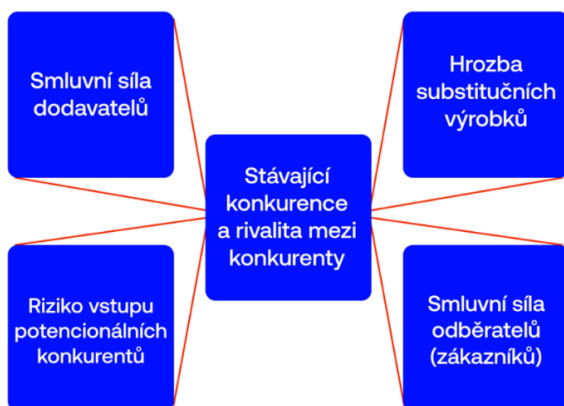 Smluvní síla
dodavatelů
Hrozba
substitučních
výrobků
Stávající
konkurence
a rivalita mezi
konkurenty
Riziko vstupu
potencionálních
konkurentů
Smluvní síla
odběratelů
(zákazníků)